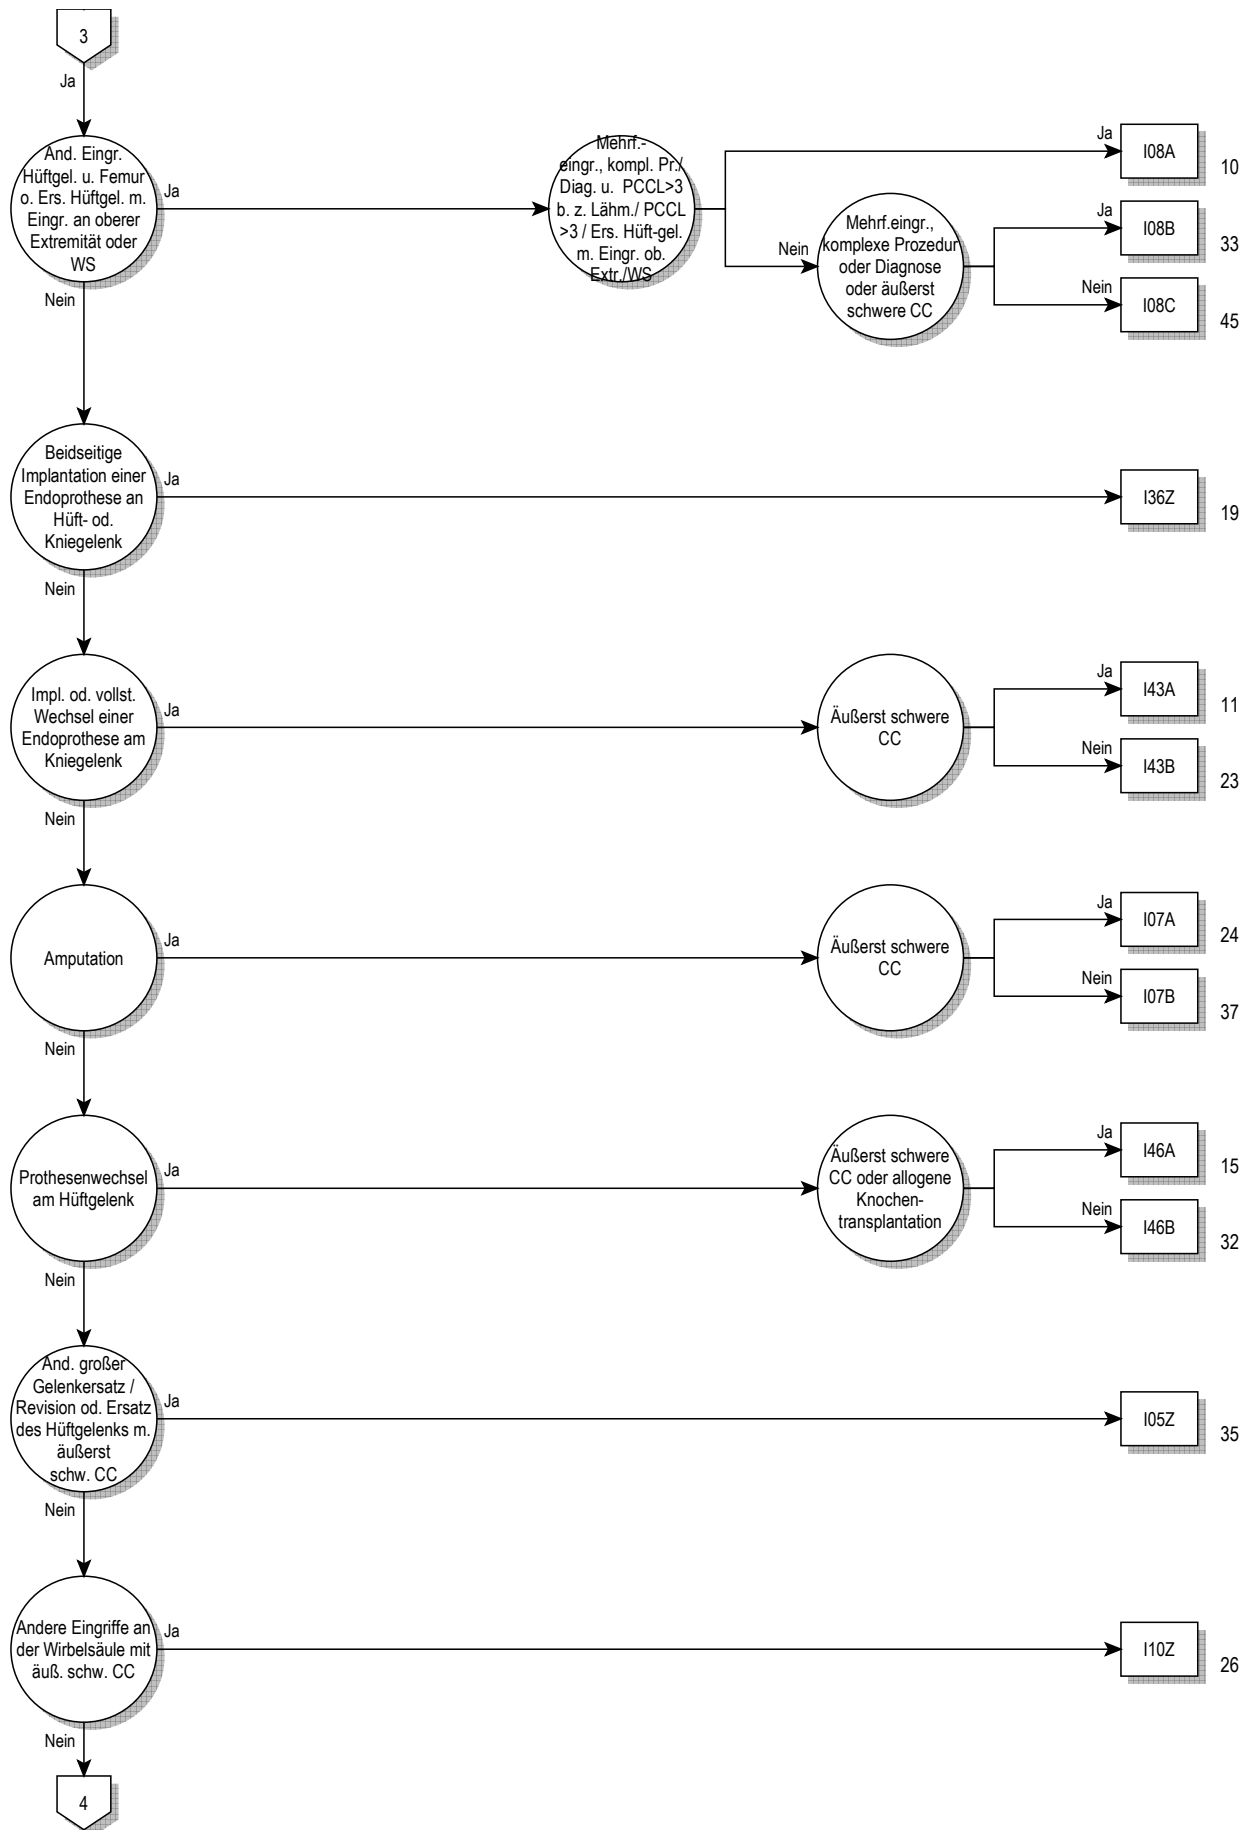 3
Ja
And. Eingr.
Hüftgel. u. Femur
o. Ers. Hüftgel. m.
Eingr. an oberer
Extremität oder
WS
Ja
Mehrf.-
eingr., kompl. Pr./
Diag. u. PCCL>3
b. z. Lähm./ PCCL
>3 / Ers. Hüft-gel.
m. Eingr. ob.
Extr./WS
Ja
I08A
10
Nein
Mehrf.eingr.,
komplexe Prozedur
oder Diagnose
oder äußerst
schwere CC
Ja
I08B
33
Nein
I08C
45
Nein
Beidseitige
Implantation einer
Endoprothese an
Hüft- od.
Kniegelenk
Ja
I36Z
19
Nein
Impl. od. vollst.
Wechsel einer
Endoprothese am
Kniegelenk
Ja
Äußerst schwere
CC
Ja
I43A
11
Nein
I43B
23
Nein
Amputation
Ja
Äußerst schwere
CC
Ja
I07A
24
Nein
I07B
37
Nein
Prothesenwechsel
am Hüftgelenk
Ja
Äußerst schwere
CC oder allogene
Knochen-
transplantation
Ja
I46A
15
Nein
I46B
32
Nein
And. großer
Gelenkersatz /
Revision od. Ersatz
des Hüftgelenks m.
äußerst
schw. CC
Ja
I05Z
35
Nein
Andere Eingriffe an
der Wirbelsäule mit
äuß. schw. CC
Ja
I10Z
26
Nein
4